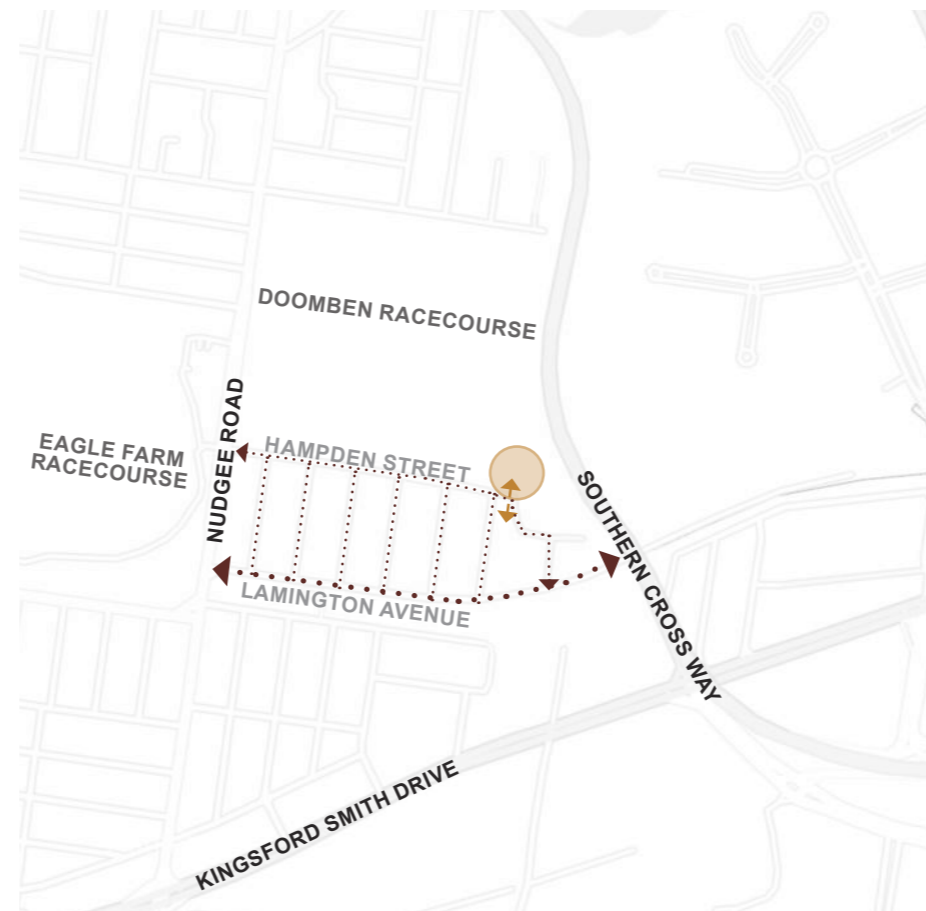 DOOMBEN RACECOURSE
EAGLE FARM
RACECOURSE
NUDGEE ROAD
HAMPDEN STREET
SOUTHERN CROSS WAY
LAMINGTON AVENUE
KINGSFORD SMITH DRIVE